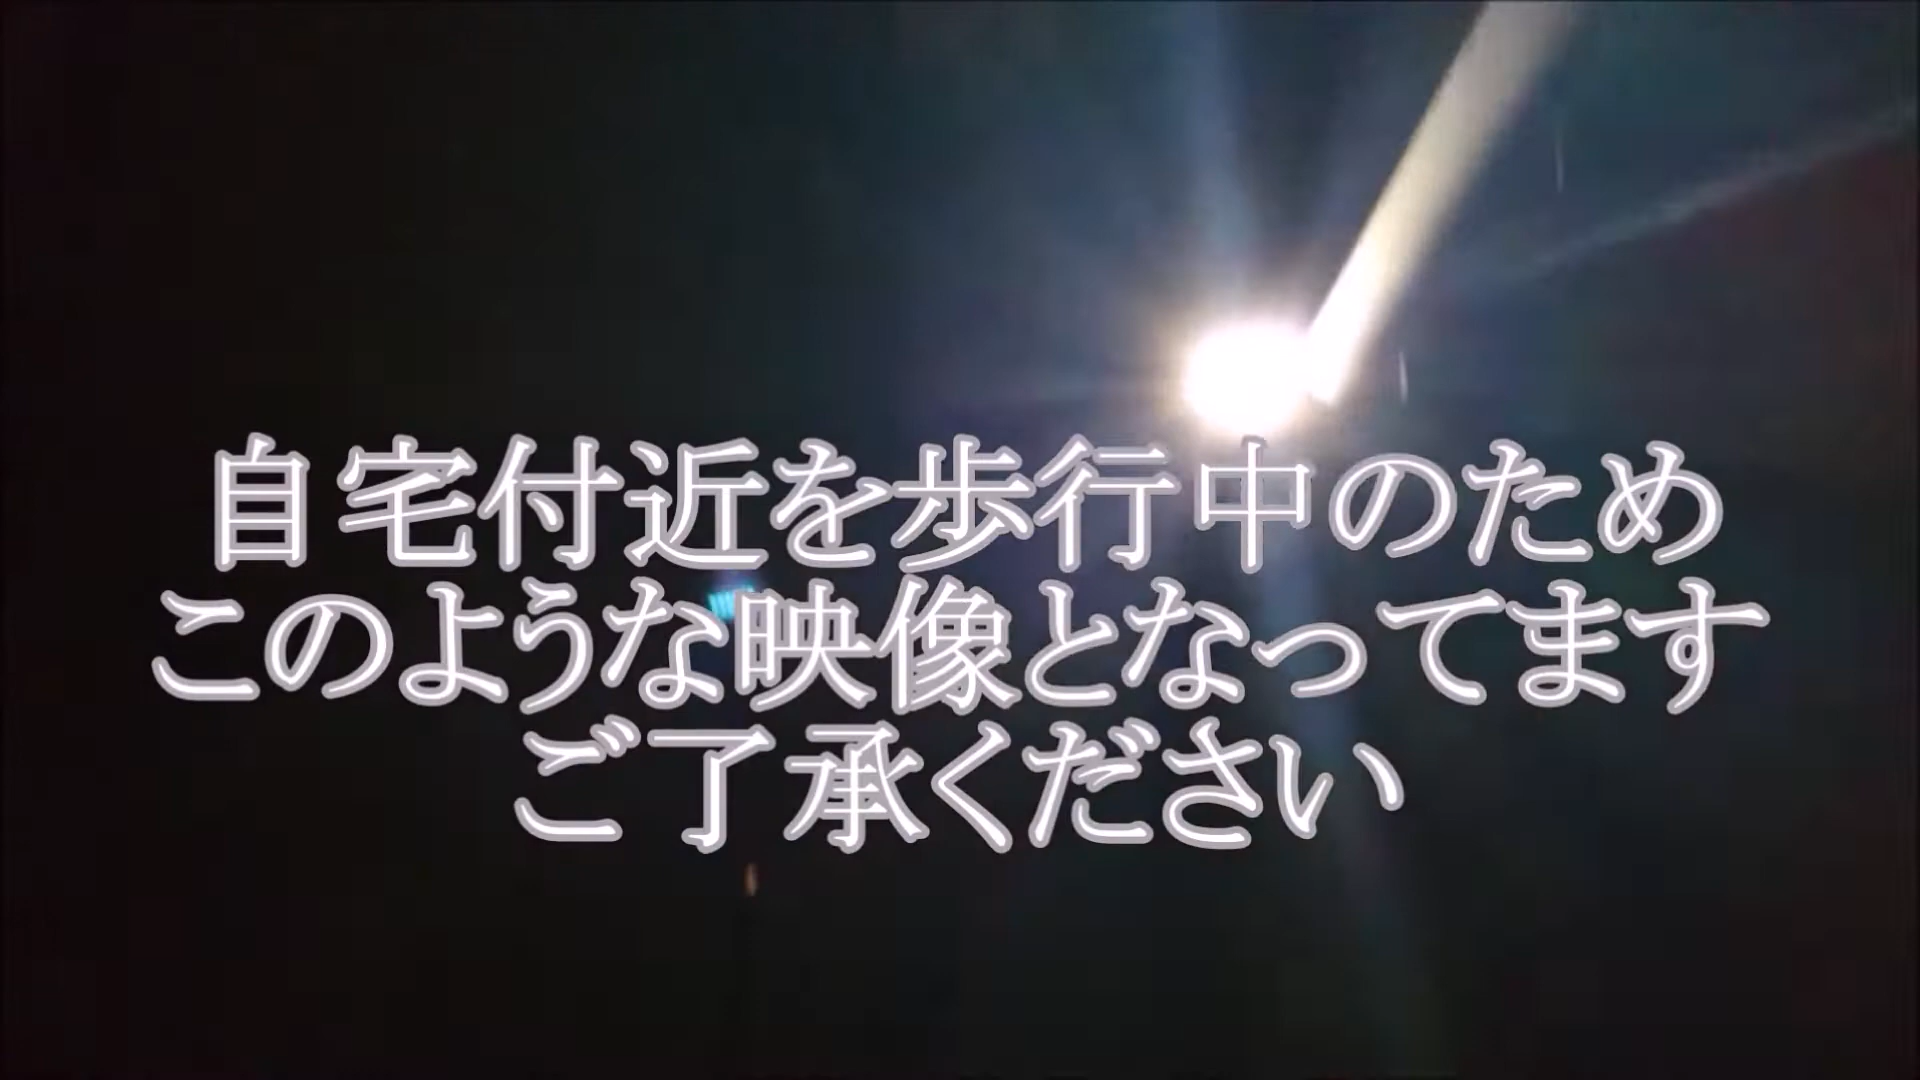 自宅付近を歩行中のため
このような映像となってます
ご了承ください